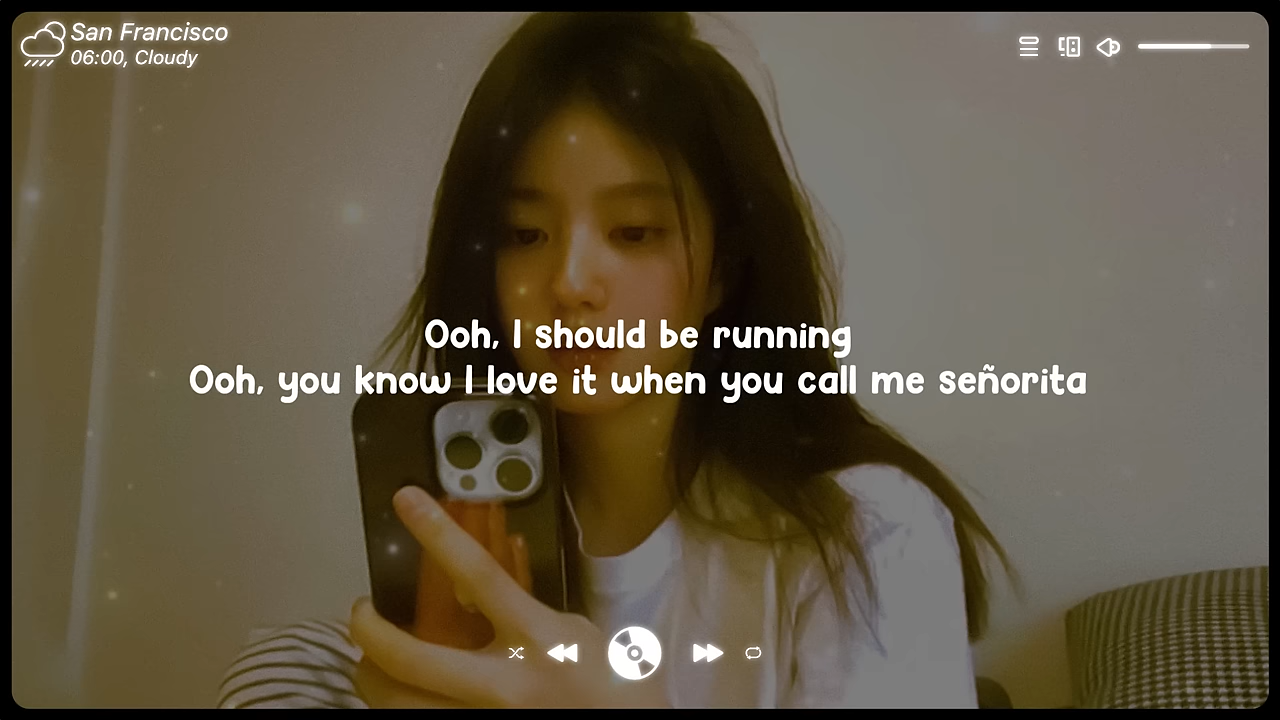 San Francisco
06:00, Cloudy
Ooh, I should be running
Ooh, you know I love it when you call me señorita